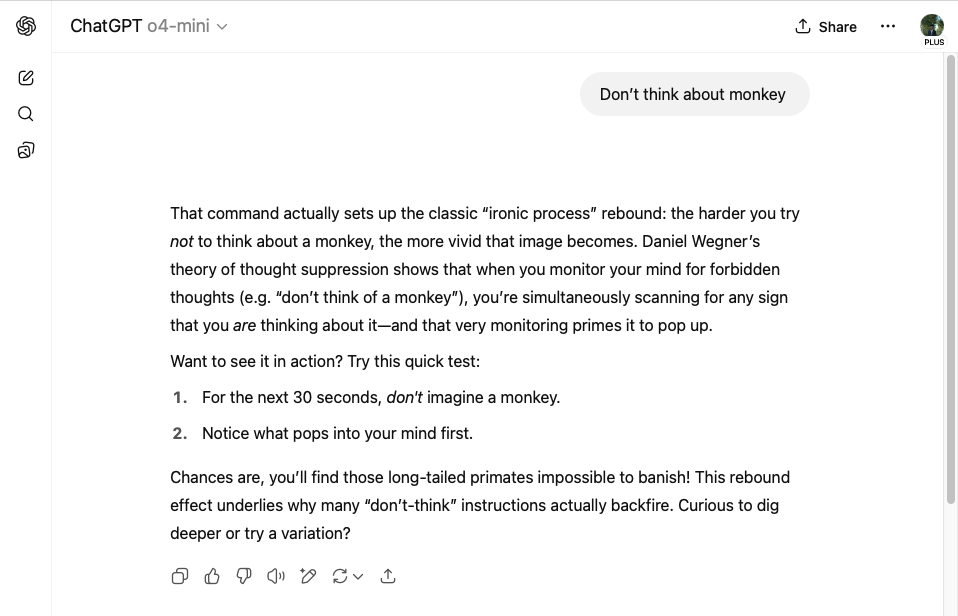 ChatGPT o4-mini
Share
PLUS
Don’t think about monkey
That command actually sets up the classic “ironic process” rebound: the harder you try
not to think about a monkey, the more vivid that image becomes. Daniel Wegner’s
theory of thought suppression shows that when you monitor your mind for forbidden
thoughts (e.g. “don’t think of a monkey”), you’re simultaneously scanning for any sign
that you are thinking about it—and that very monitoring primes it to pop up.
Want to see it in action? Try this quick test:
1. For the next 30 seconds, don’t imagine a monkey.
2. Notice what pops into your mind first.
Chances are, you’ll find those long-tailed primates impossible to banish! This rebound
effect underlies why many “don’t-think” instructions actually backfire. Curious to dig
deeper or try a variation?